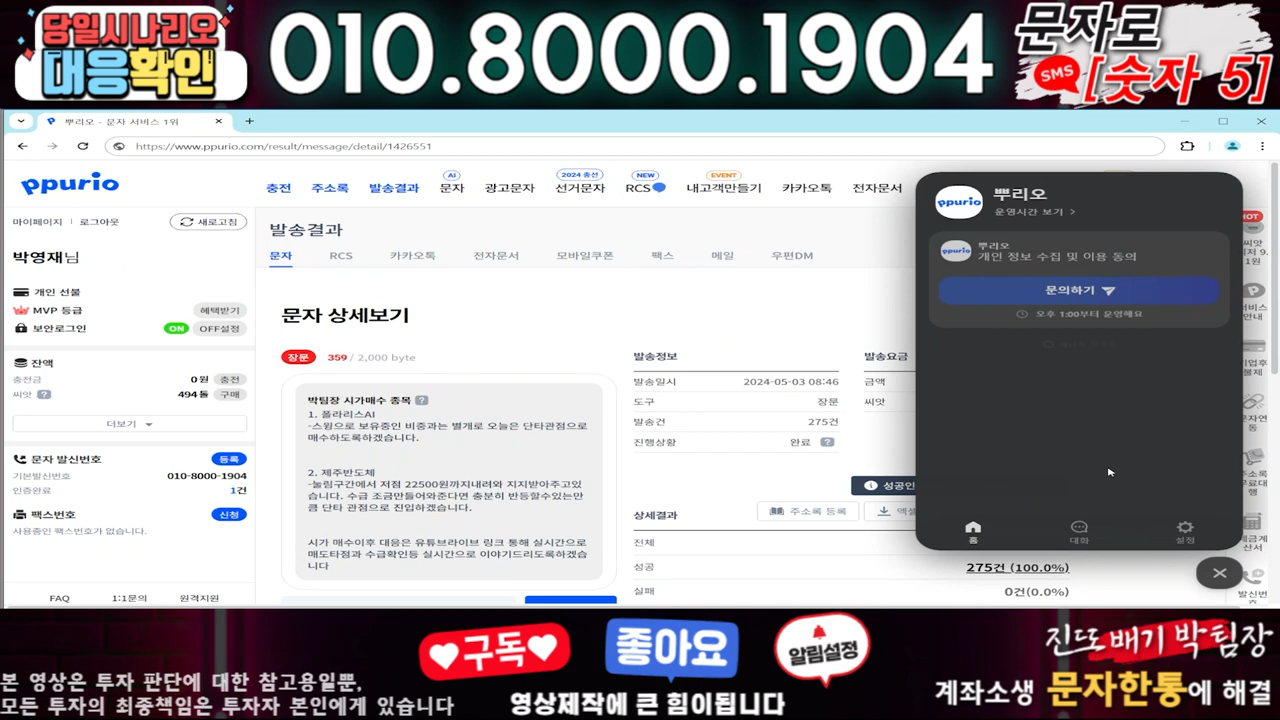 당일시나리오
대응확인
010.8000.1904
문자로
SMS
[숫자 5]
뿌리오 - 문자 서비스 1위
https://www.ppurio.com/result/message/detail/1426551
ppurio
충전
주소록
발송결과
AI
문자
광고문자
2024 총선
선거문자
NEW
RCS
EVENT
내고객만들기
카카오톡
전자문서
마이페이지
로그아웃
새로고침
박영재님
개인 선불
MVP 등급
혜택받기
보안로그인
ON
OFF설정
잔액
충전금
0원
충전
씨앗 ?
494톨
구매
더보기
문자 발신번호
등록
기본발신번호
010-8000-1904
인증완료
1건
팩스번호
신청
사용중인 팩스번호가 없습니다.
FAQ
1:1문의
원격지원
발송결과
문자
RCS
카카오톡
전자문서
모바일쿠폰
팩스
메일
우편DM
문자 상세보기
장문
359 / 2,000 byte
박팀장 시가매수 종목 ?
1. 폴라리스AI
-스윙으로 보유중인 비중과는 별개로 오늘은 단타관점으로
매수하도록하겠습니다.
2. 제주반도체
-눌림구간에서 저점 22500원까지내려와 지지받아주고있
습니다. 수급 조금만들어와준다면 충분히 반등할수있는만
큼 단타 관점으로 진입하겠습니다.
시가 매수이후 대응은 유튜브라이브 링크 통해 실시간으로
매도타점과 수급확인등 실시간으로 이야기드리도록하겠습
니다
발송정보
발송일시
2024-05-03 08:46
도구
장문
발송건
275건
진행상황
완료 ?
발송요금
금액
씨앗
성공인
상세결과
주소록 등록
엑셀
전체
성공
275건 (100.0%)
실패
0건(0.0%)
ppurio
뿌리오
운영시간 보기 >
ppurio
뿌리오
개인 정보 수집 및 이용 동의
문의하기
오후 1:00부터 운영해요
홈
대화
설정
본 영상은 투자 판단에 대한 참고용일뿐,
모든 투자의 최종책임은 투자자 본인에게 있습니다
구독
좋아요
알림설정
영상제작에 큰 힘이됩니다
진또배기 박팀장
계좌소생 문자한통에 해결